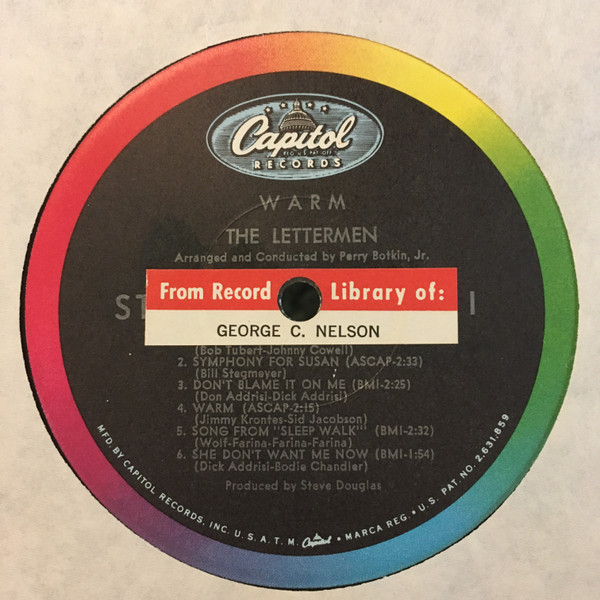 Capitol
REG. U.S. PAT. OFF.
RECORDS
WARM
THE LETTERMEN
Arranged and Conducted by Perry Botkin, Jr.
ST
1
From Record Library of:
GEORGE C. NELSON
(Bob Tubert-Johnny Cowell)
2. SYMPHONY FOR SUSAN (ASCAP-2:33)
(Bill Stegmeyer)
3. DON'T BLAME IT ON ME (BMI-2:25)
(Don Addrisi-Dick Addrisi)
4. WARM (ASCAP-2:15)
(Jimmy Krontes-Sid Jacobson)
5. SONG FROM "SLEEP WALK" (BMI-2:32)
(Wolf-Farina-Farina-Farina)
6. SHE DON'T WANT ME NOW (BMI-1:54)
(Dick Addrisi-Bodie Chandler)
Produced by Steve Douglas
MFD. BY CAPITOL RECORDS, INC. U.S.A. T.M. Capitol • MARCA REG. • U.S. PAT. NO. 2,631,859